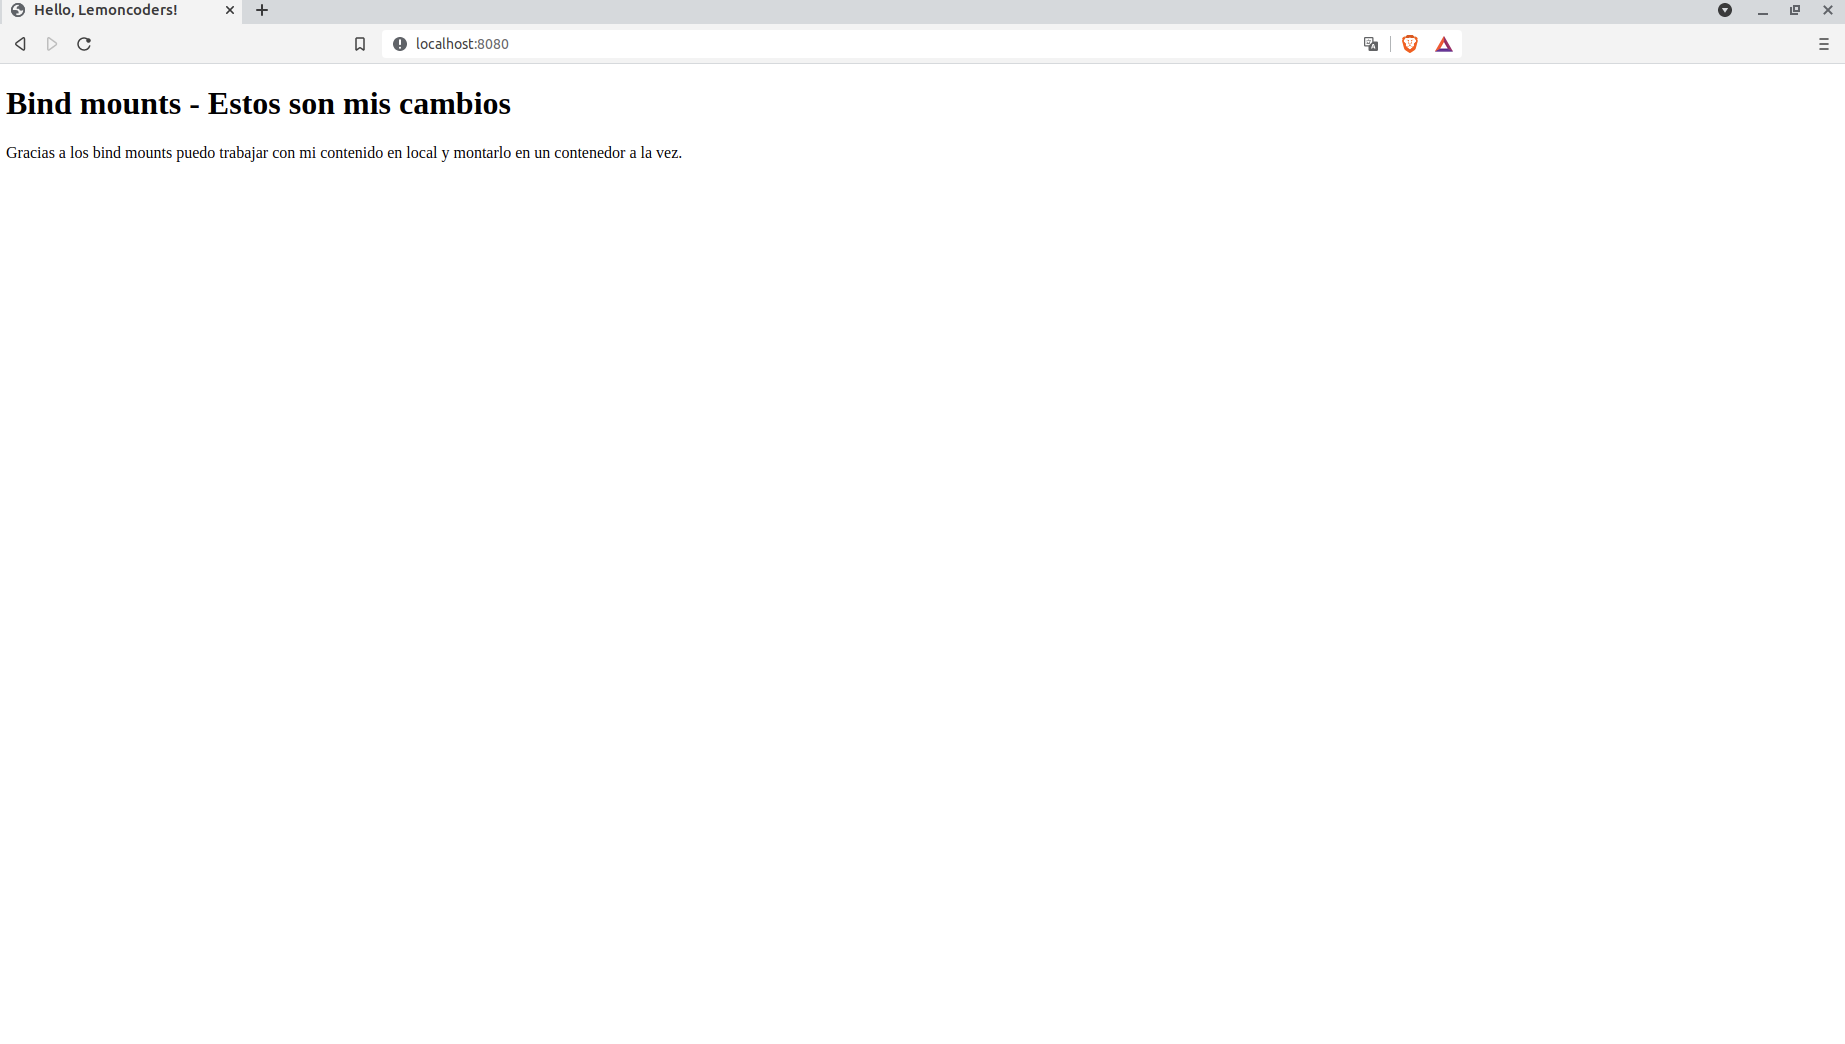 Hello, Lemoncoders!
localhost:8080
Bind mounts - Estos son mis cambios
Gracias a los bind mounts puedo trabajar con mi contenido en local y montarlo en un contenedor a la vez.